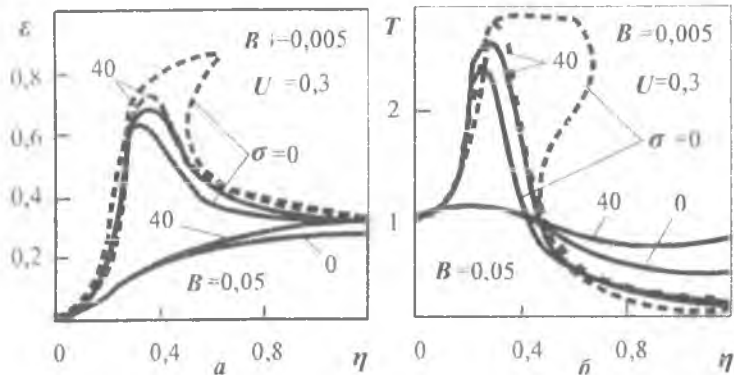 ε
B = 0,005
40
0,8
U = 0,3
0,6
σ = 0
0,4
40
0,2
0
B = 0,05
0 0,4 0,8 η
а
T
B = 0,005
40
2
U = 0,3
σ = 0
0
1
40
B = 0,05
0 0,4 0,8 η
б